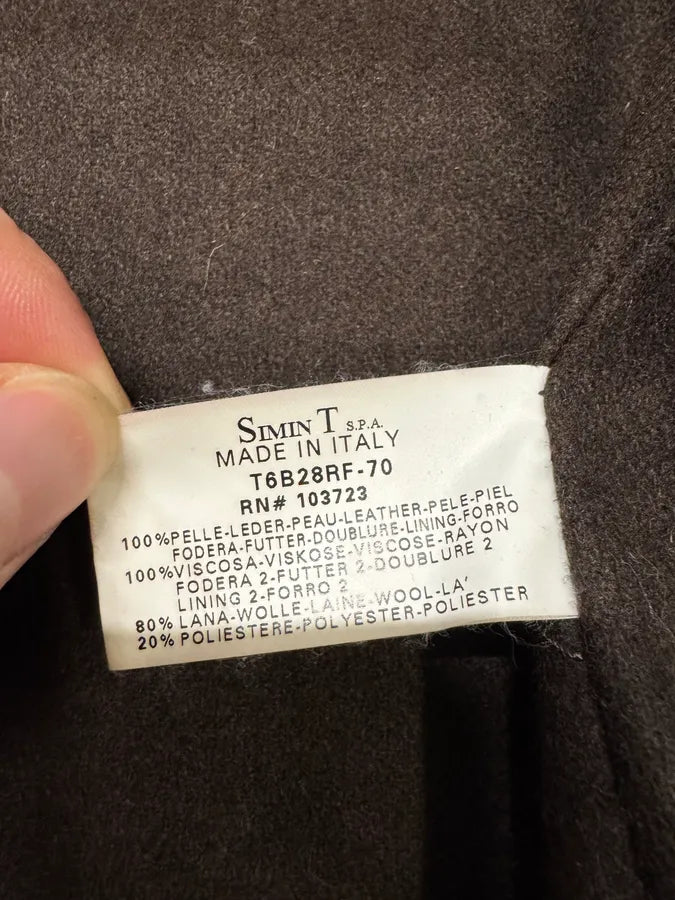 SIMIN T S.P.A.
MADE IN ITALY
T6B28RF-70
RN# 103723
100%PELLE-LEDER-PEAU-LEATHER-PELE-PIEL
FODERA-FUTTER-DOUBLURE-LINING-FORRO
100%VISCOSA-VISKOSE-VISCOSE-RAYON
FODERA 2-FUTTER 2-DOUBLURE 2
LINING 2-FORRO 2
80% LANA-WOLLE-LAINE-WOOL-LA'
20% POLIESTERE-POLYESTER-POLIESTER